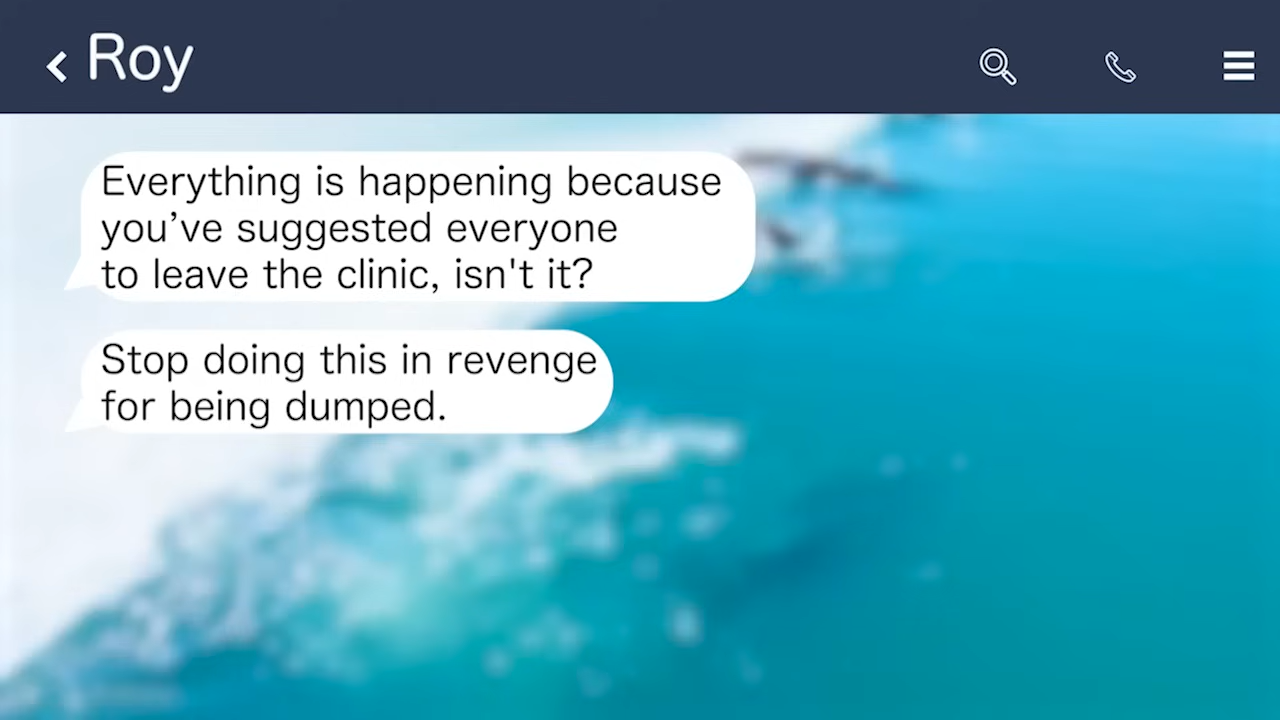 Roy
Everything is happening because
you’ve suggested everyone
to leave the clinic, isn't it?
Stop doing this in revenge
for being dumped.